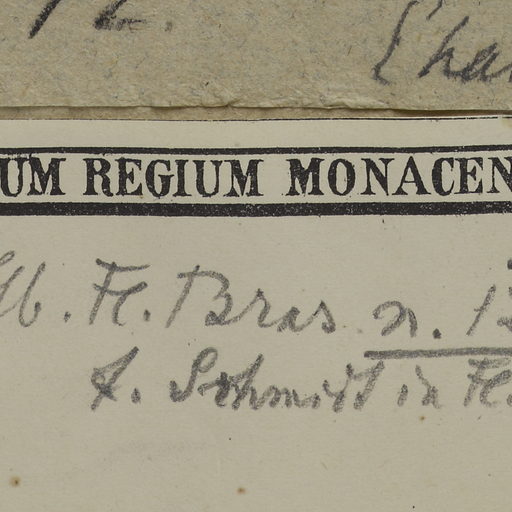 UM REGIUM MONACEN
Fl. Bras. n. 1
f. Schmidt in Fl.